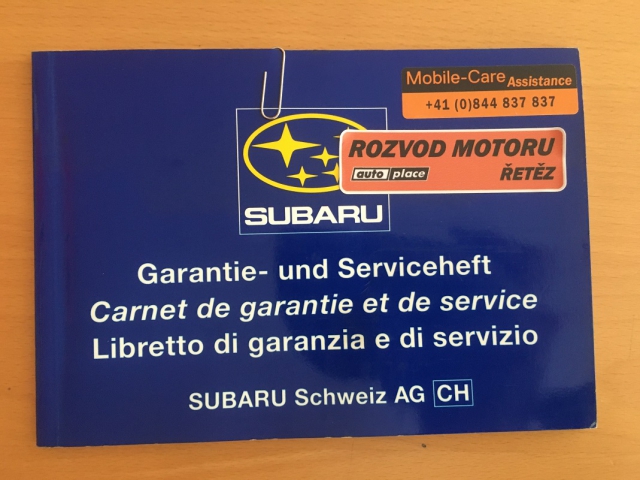 Mobile-Care Assistance
+41 (0)844 837 837
ROZVOD MOTORU
auto place ŘETĚZ
SUBARU
Garantie- und Serviceheft
Carnet de garantie et de service
Libretto di garanzia e di servizio
SUBARU Schweiz AG CH